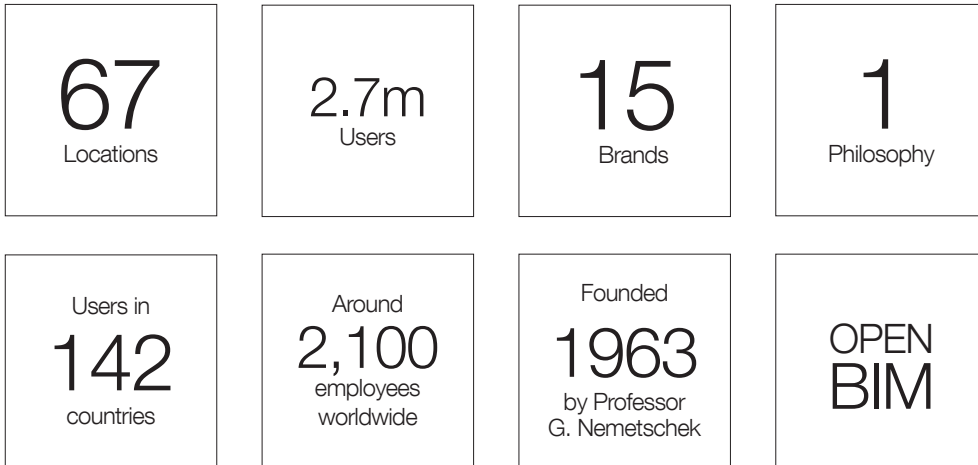 67
Locations
2.7m
Users
15
Brands
1
Philosophy
Users in
142
countries
Around
2,100
employees
worldwide
Founded
1963
by Professor
G. Nemetschek
OPEN
BIM